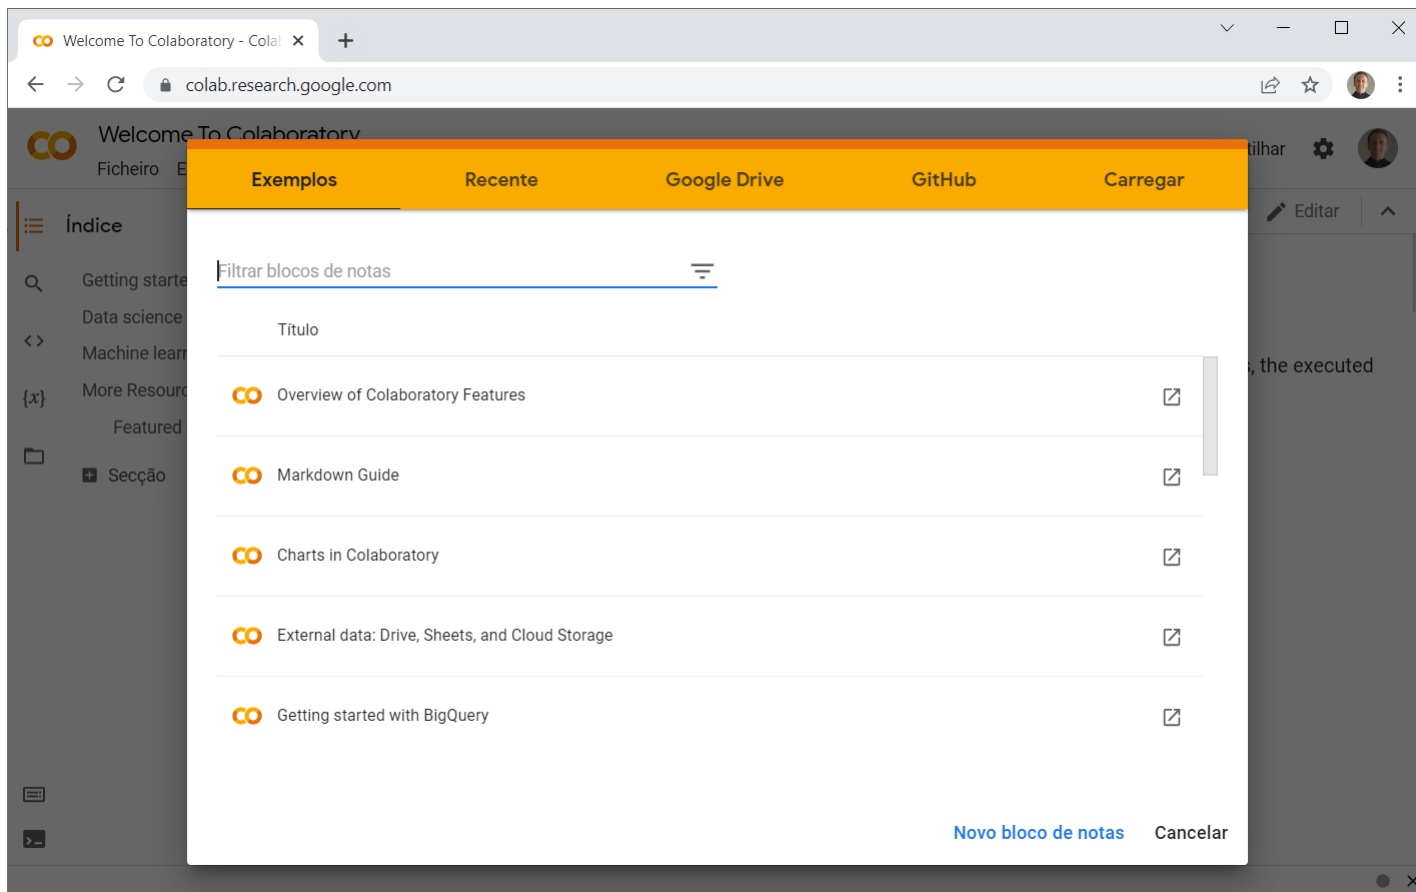 Welcome To Colaboratory - Cola
colab.research.google.com
Welcome To Colaboratory
Ficheiro E
tilhar
Exemplos Recente Google Drive GitHub Carregar
Editar
Índice
Filtrar blocos de notas
Getting starte
Data science
Título
Machine learn
, the executed
More Resourc
Overview of Colaboratory Features
{x}
Featured
Secção
Markdown Guide
Charts in Colaboratory
External data: Drive, Sheets, and Cloud Storage
Getting started with BigQuery
Novo bloco de notas Cancelar